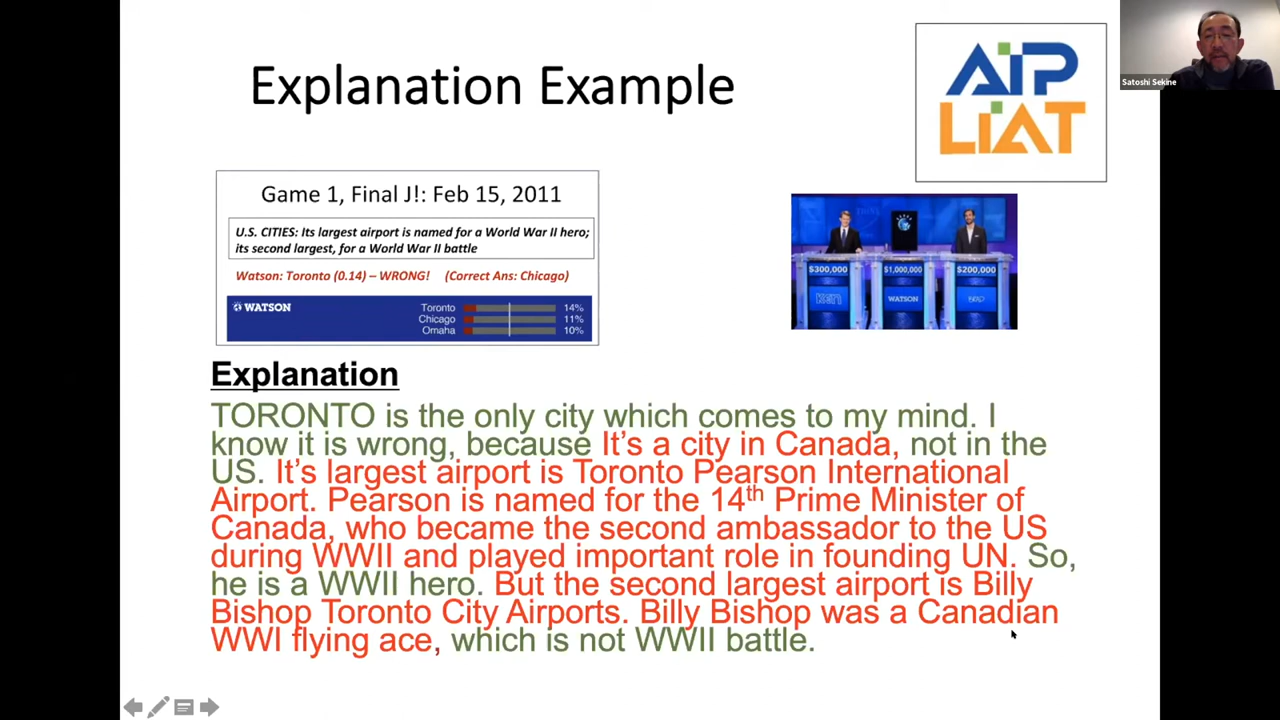 Explanation Example
AIP
LIAT
Satoshi Sekine
Game 1, Final J!: Feb 15, 2011
U.S. CITIES: Its largest airport is named for a World War II hero;
its second largest, for a World War II battle
Watson: Toronto (0.14) – WRONG! (Correct Ans: Chicago)
WATSON
Toronto 14%
Chicago 11%
Omaha 10%
$300,000 $1,000,000 $200,000
WATSON
Explanation
TORONTO is the only city which comes to my mind. I
know it is wrong, because It’s a city in Canada, not in the
US. It’s largest airport is Toronto Pearson International
Airport. Pearson is named for the 14th Prime Minister of
Canada, who became the second ambassador to the US
during WWII and played important role in founding UN. So,
he is a WWII hero. But the second largest airport is Billy
Bishop Toronto City Airports. Billy Bishop was a Canadian
WWI flying ace, which is not WWII battle.